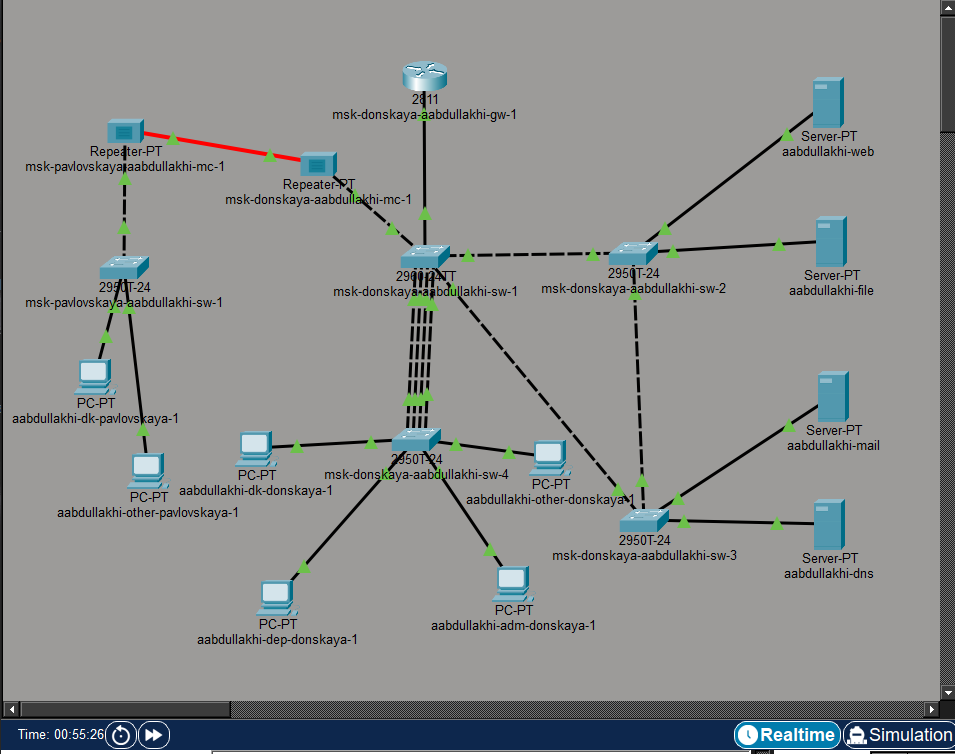 2811
msk-donskaya-aabdullakhi-gw-1
Repeater-PT
msk-pavlovskaya-aabdullakhi-mc-1
Repeater-PT
msk-donskaya-aabdullakhi-mc-1
Server-PT
aabdullakhi-web
2950T-24
msk-pavlovskaya-aabdullakhi-sw-1
2960-24TT
msk-donskaya-aabdullakhi-sw-1
2950T-24
msk-donskaya-aabdullakhi-sw-2
Server-PT
aabdullakhi-file
PC-PT
aabdullakhi-dk-pavlovskaya-1
PC-PT
aabdullakhi-other-pavlovskaya-1
PC-PT
aabdullakhi-dk-donskaya-1
2950T-24
msk-donskaya-aabdullakhi-sw-4
PC-PT
aabdullakhi-other-donskaya-1
Server-PT
aabdullakhi-mail
2950T-24
msk-donskaya-aabdullakhi-sw-3
Server-PT
aabdullakhi-dns
PC-PT
aabdullakhi-dep-donskaya-1
PC-PT
aabdullakhi-adm-donskaya-1
Time: 00:55:26
Realtime
Simulation